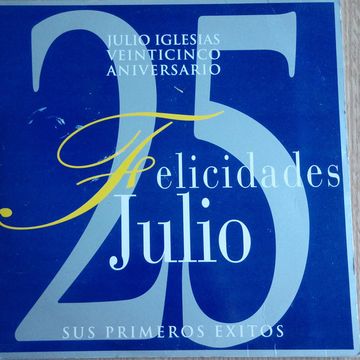 25
JULIO IGLESIAS
VEINTICINCO
ANIVERSARIO
Felicidades
Julio
SUS PRIMEROS EXITOS